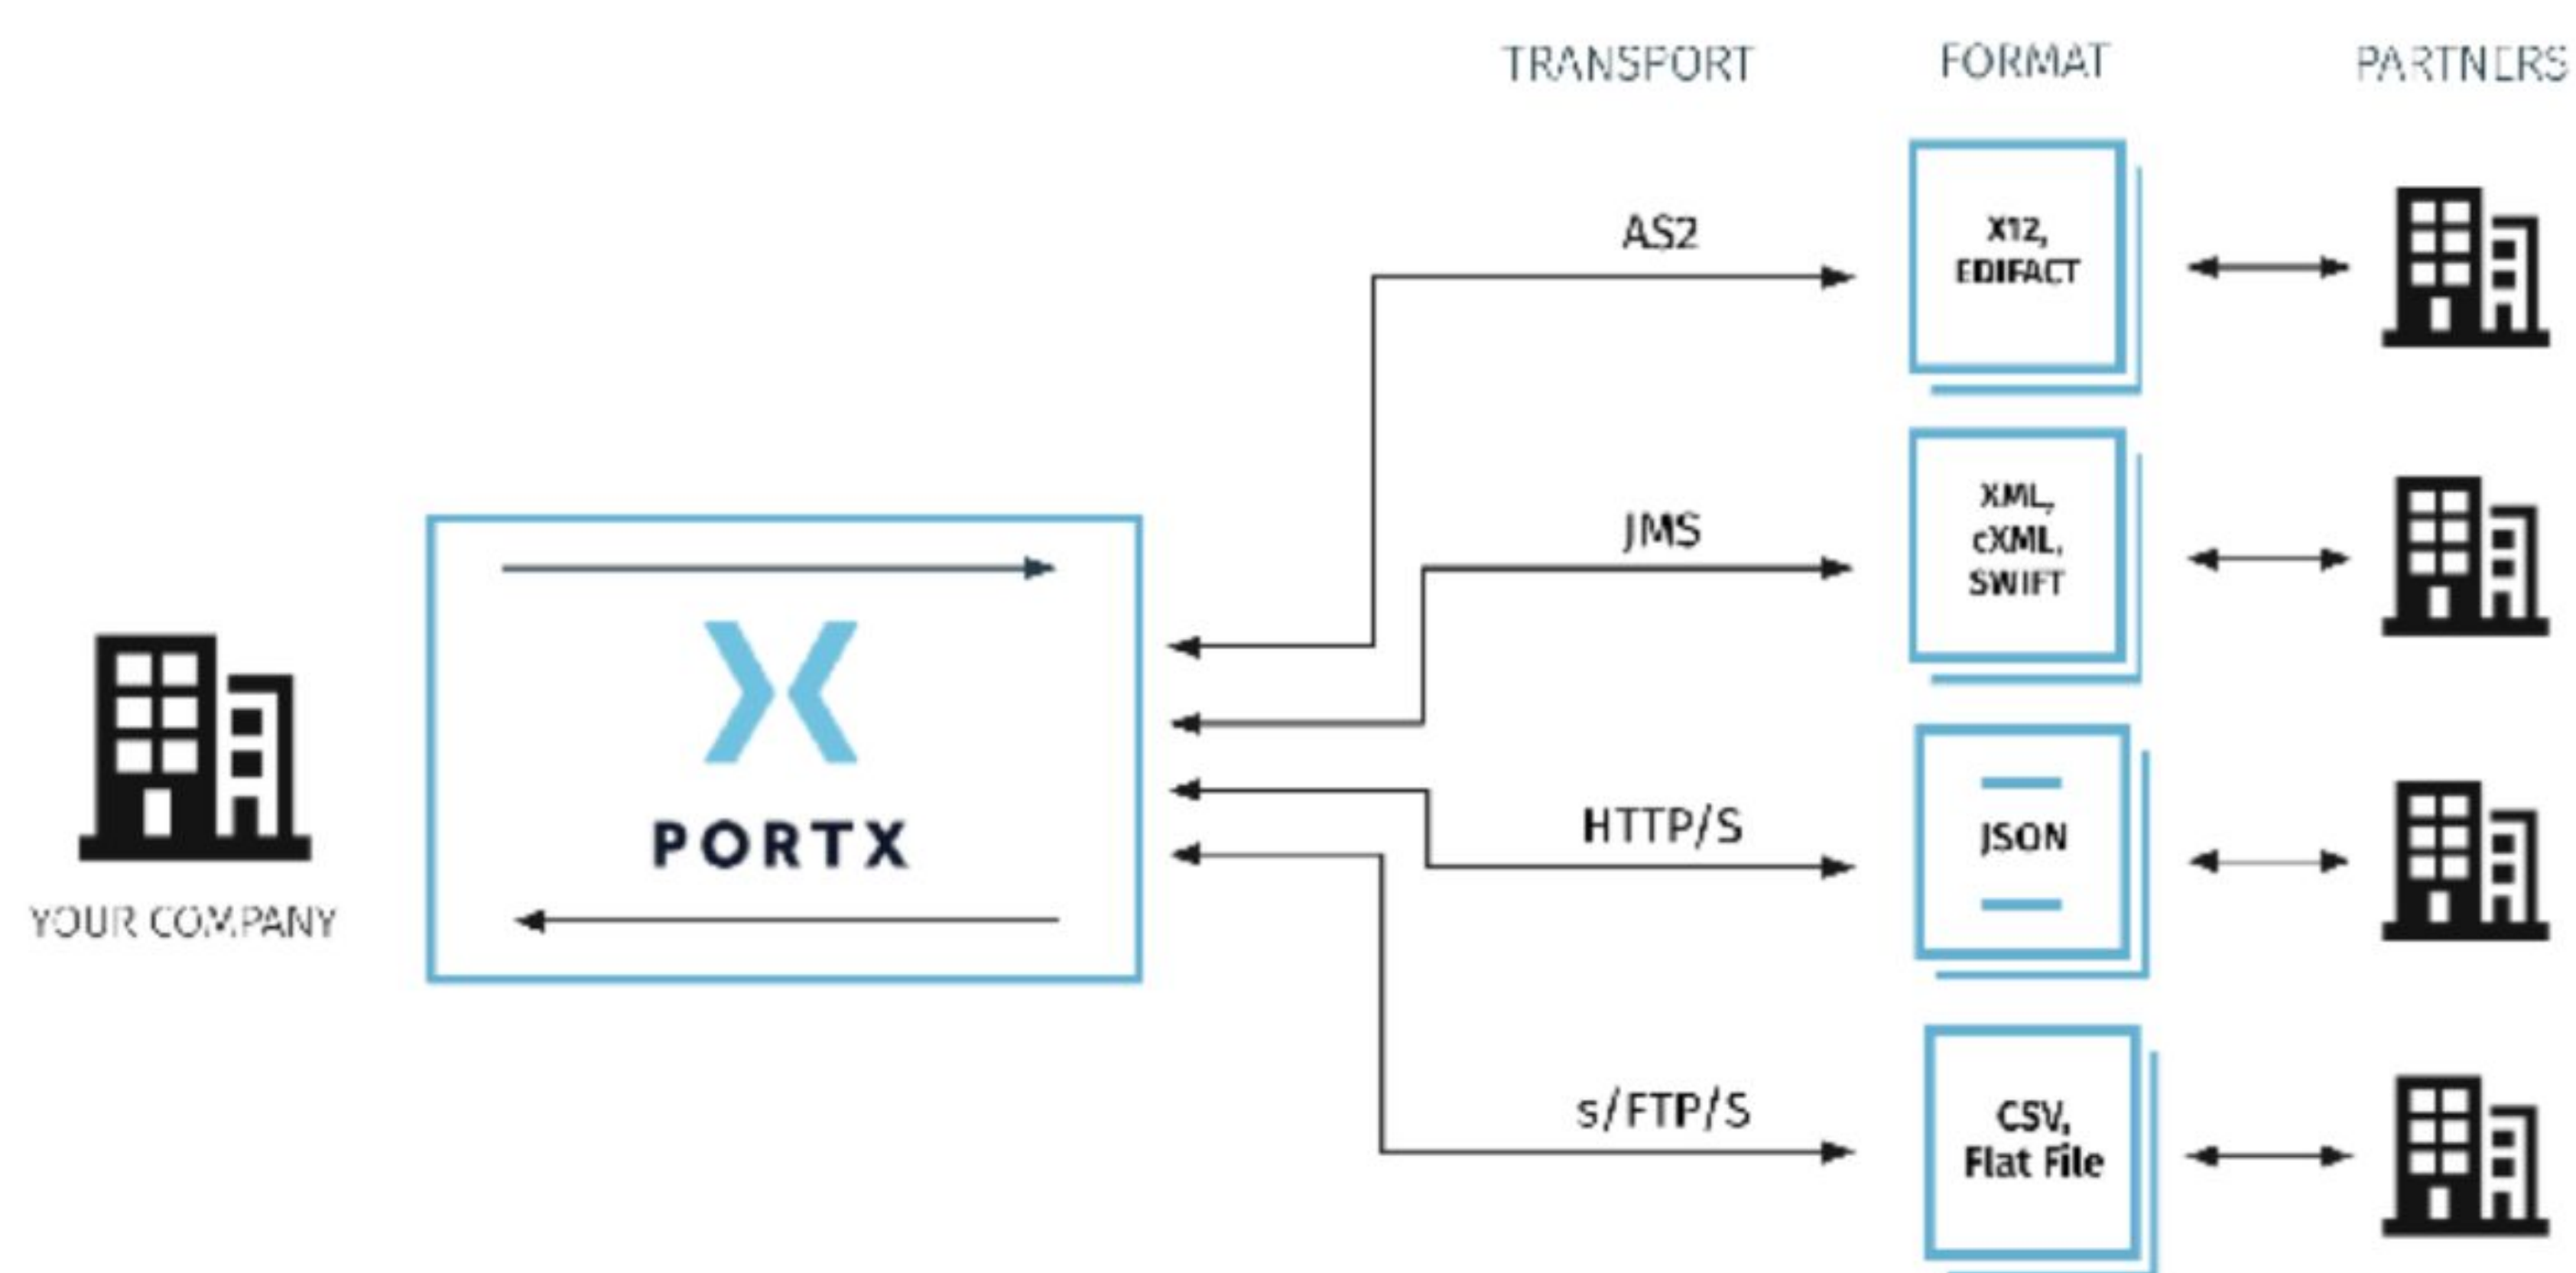 TRANSPORT
FORMAT
PARTNERS
AS2
X12,
EDIFACT
JMS
XML,
cXML,
SWIFT
PORTX
YOUR COMPANY
HTTP/S
JSON
s/FTP/S
CSV,
Flat File